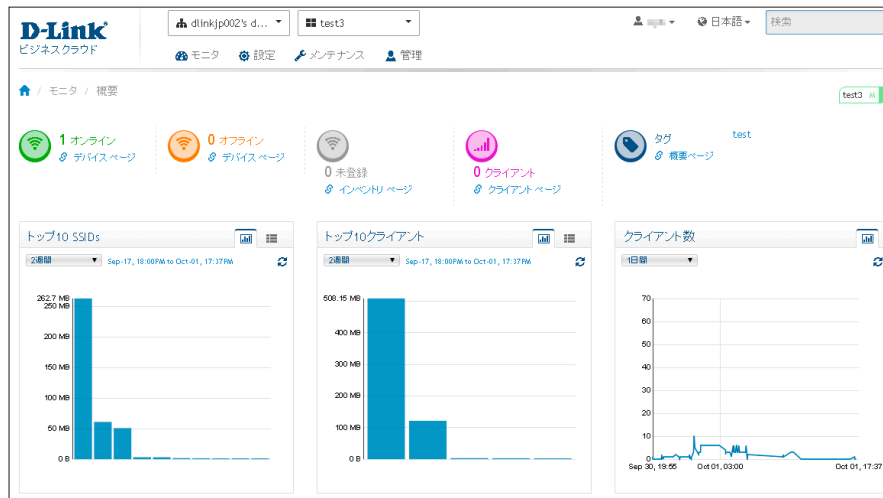 D-Link
ビジネスクラウド
dlinkjp002's d...
test3
日本語
検索
モニタ
設定
メンテナンス
管理
/ モニタ / 概要
test3
1 オンライン
デバイス ページ
0 オフライン
デバイス ページ
0 未登録
インベントリ ページ
0 クライアント
クライアント ページ
タグ
概要ページ
test
トップ10 SSIDs
2週間
Sep-17, 18:00PM to Oct-01, 17:37PM
262.7 MB
250 MB
200 MB
150 MB
100 MB
50 MB
0 B
トップ10クライアント
2週間
Sep-17, 18:00PM to Oct-01, 17:37PM
508.15 MB
400 MB
300 MB
200 MB
100 MB
0 B
クライアント数
1日間
70
60
50
40
30
20
10
0
Sep 30, 19:55
Oct 01, 03:00
Oct 01, 17:37